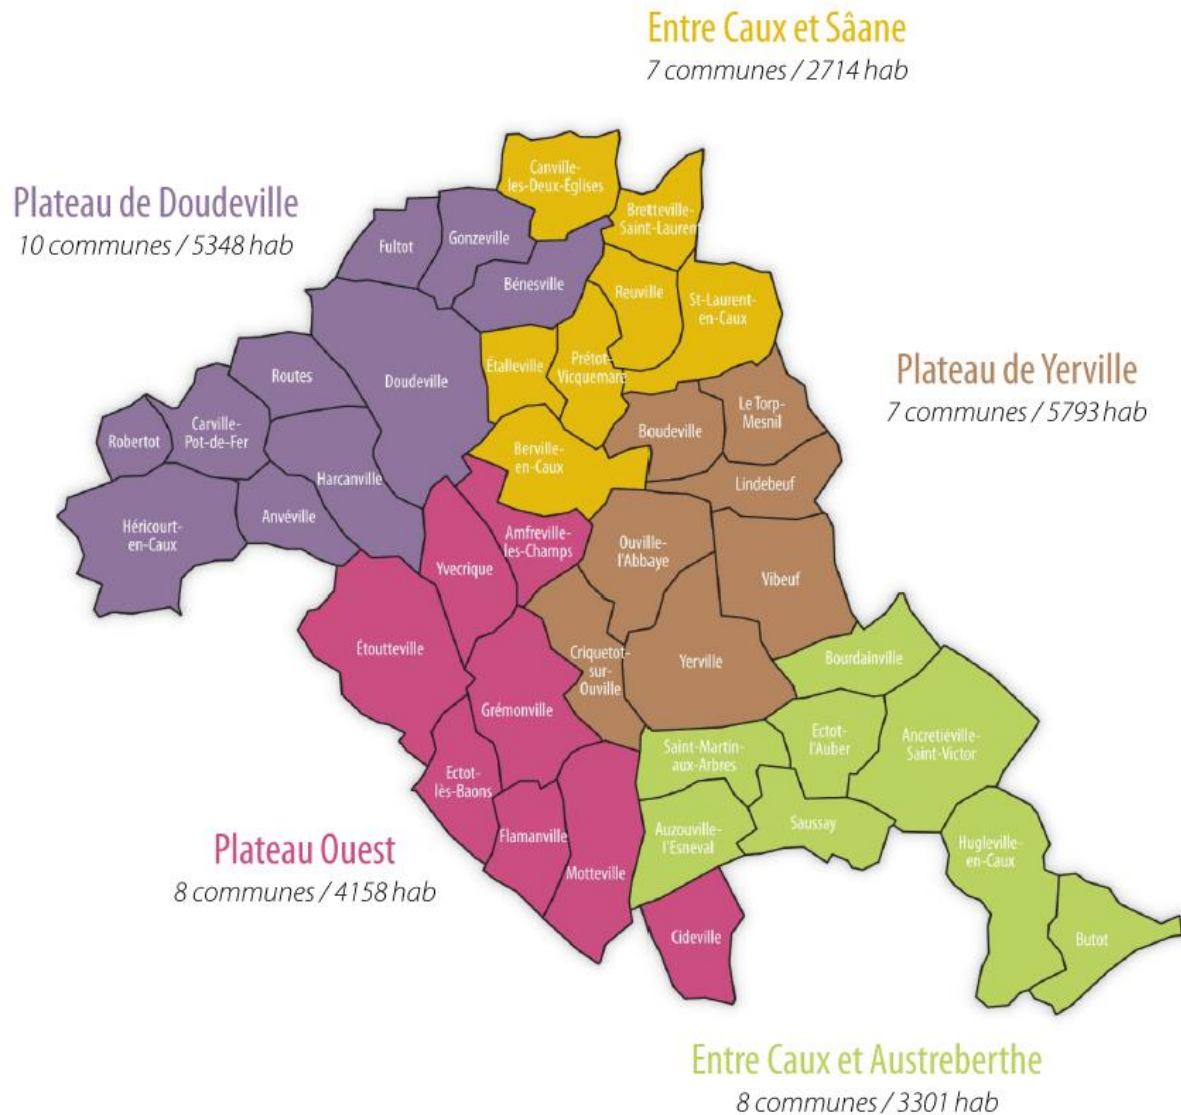 Entre Caux et Sâane
7 communes / 2714 hab
Canville-
les-Deux-Églises
Plateau de Doudeville
10 communes / 5348 hab
Bretteville-
Saint-Laurent
Fultot
Gonzeville
Bénesville
Reuville
St-Laurent-
en-Caux
Étalleville
Prétot-
Vicquemare
Plateau de Yerville
7 communes / 5793 hab
Routes
Doudeville
Le Torp-
Mesnil
Robertot
Carville-
Pot-de-Fer
Boudeville
Berville-
en-Caux
Harcanville
Lindebeuf
Héricourt-
en-Caux
Anvéville
Amfreville-
les-Champs
Ouville-
l'Abbaye
Yvecrique
Vibeuf
Étoutteville
Criquetot-
sur-
Ouville
Yerville
Bourdainville
Grémonville
Saint-Martin-
aux-Arbres
Ectot-
l'Auber
Ancretiéville-
Saint-Victor
Ectot-
lès-Baons
Plateau Ouest
8 communes / 4158 hab
Flamanville
Motteville
Auzouville-
l'Esneval
Saussay
Hugleville-
en-Caux
Cideville
Butot
Entre Caux et Austreberthe
8 communes / 3301 hab